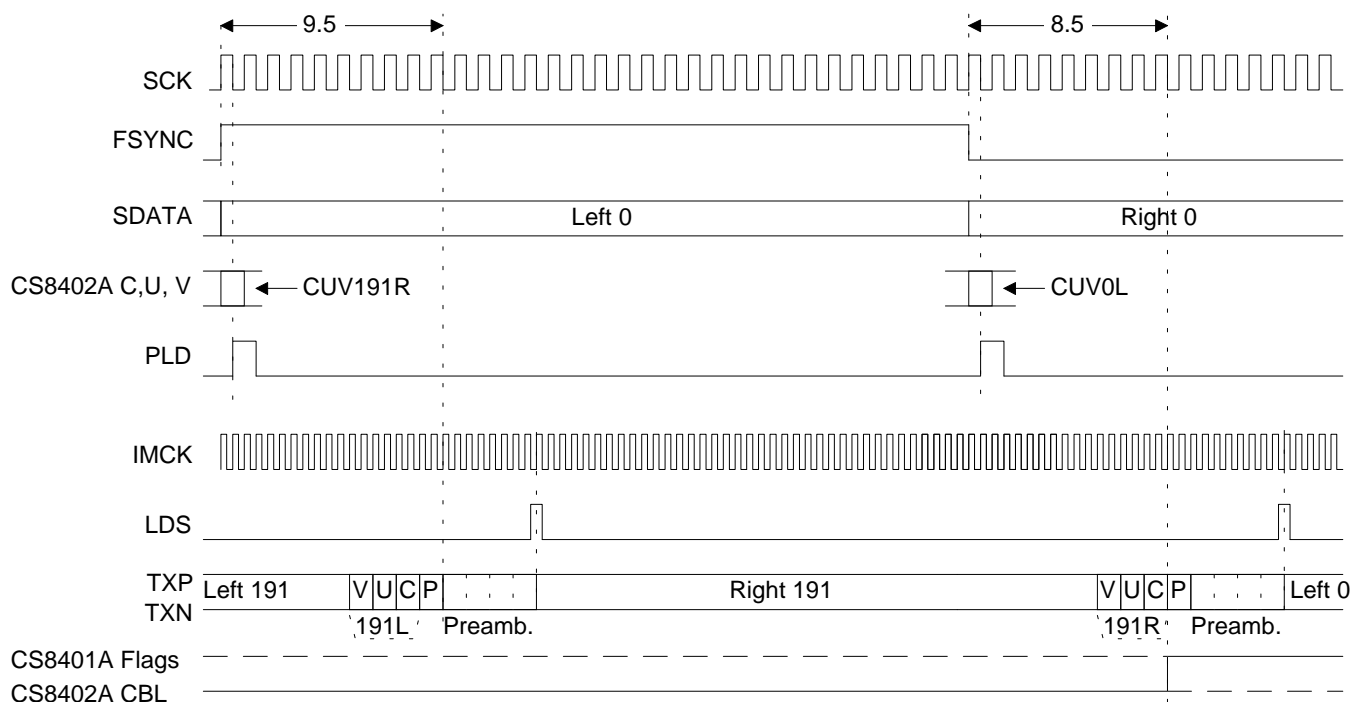 9.5 8.5
SCK
FSYNC
SDATA Left 0 Right 0
CS8402A C,U, V CUV191R CUV0L
PLD
IMCK
LDS
TXP
TXN
Left 191 V U C P Right 191 V U C P Left 0
191L Preamb. 191R Preamb.
CS8401A Flags
CS8402A CBL